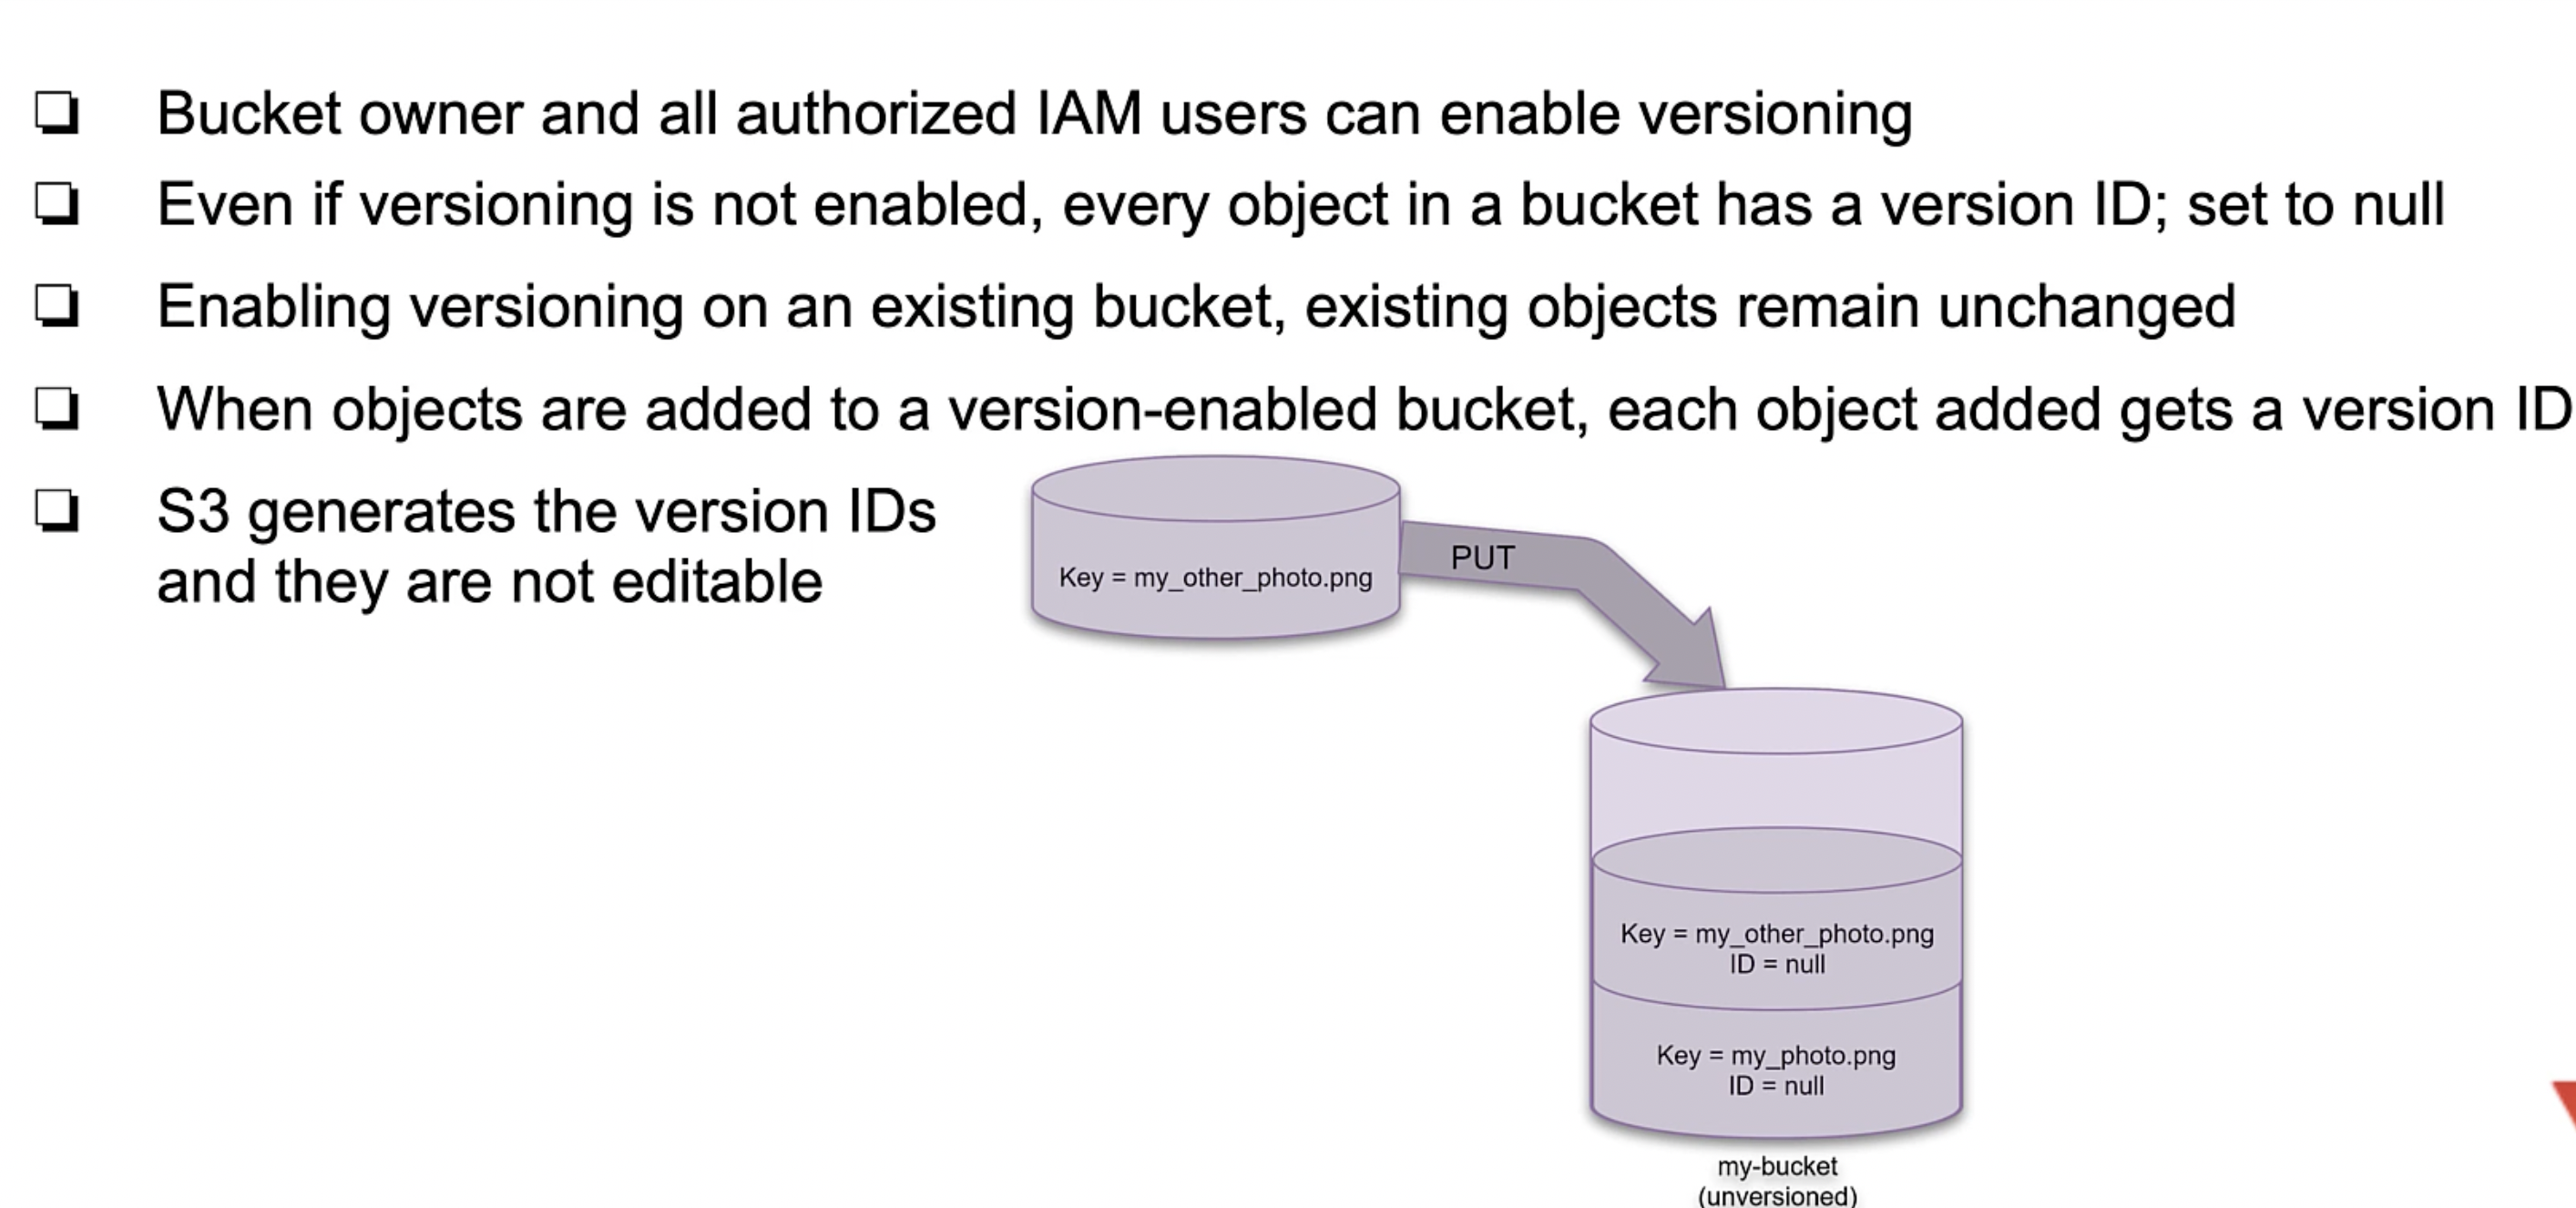 Bucket owner and all authorized IAM users can enable versioning
Even if versioning is not enabled, every object in a bucket has a version ID; set to null
Enabling versioning on an existing bucket, existing objects remain unchanged
When objects are added to a version-enabled bucket, each object added gets a version ID
S3 generates the version IDs
and they are not editable
Key = my_other_photo.png
PUT
Key = my_other_photo.png
ID = null
Key = my_photo.png
ID = null
my-bucket
(unversioned)